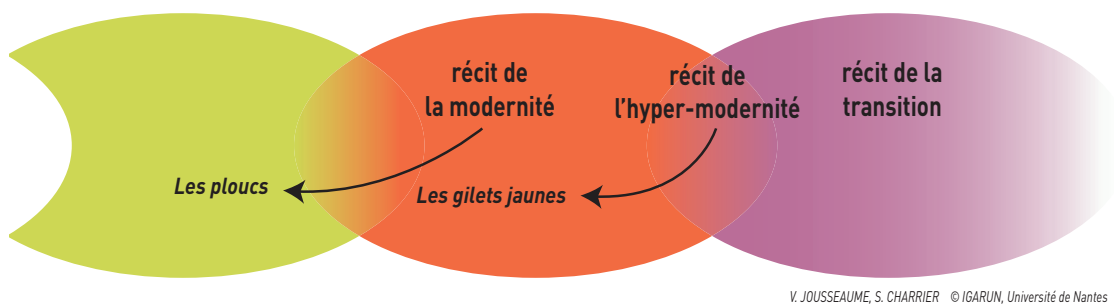 récit de
la modernité
récit de
l'hyper-modernité
récit de la
transition
Les ploucs
Les gilets jaunes
V. JOUSSEAUME, S. CHARRIER © IGARUN, Université de Nantes